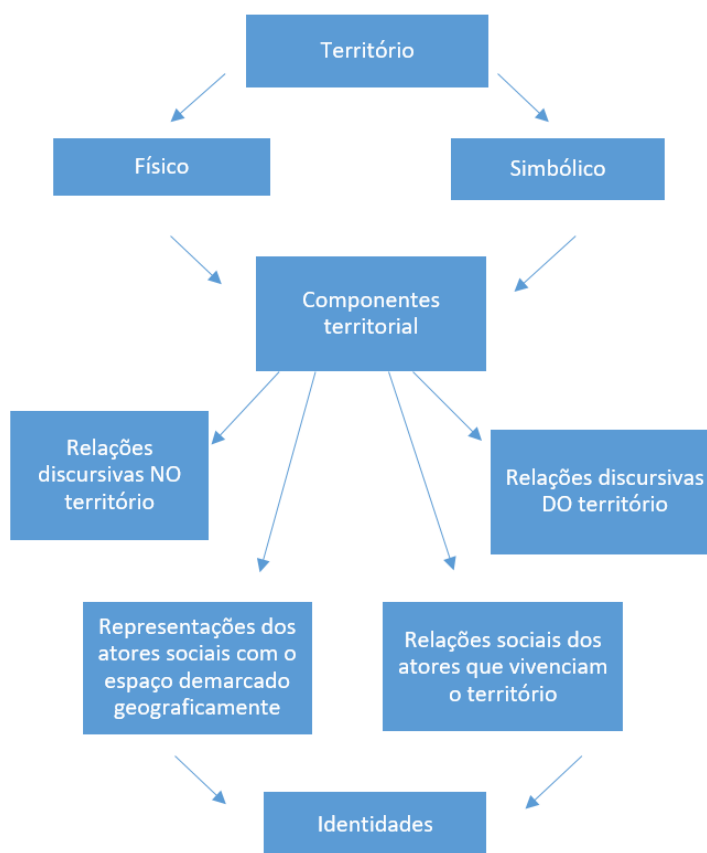 Território
Físico
Simbólico
Componentes
territorial
Relações
discursivas NO
território
Relações discursivas
DO território
Representações dos
atores sociais com o
espaço demarcado
geograficamente
Relações sociais dos
atores que vivenciam
o território
Identidades